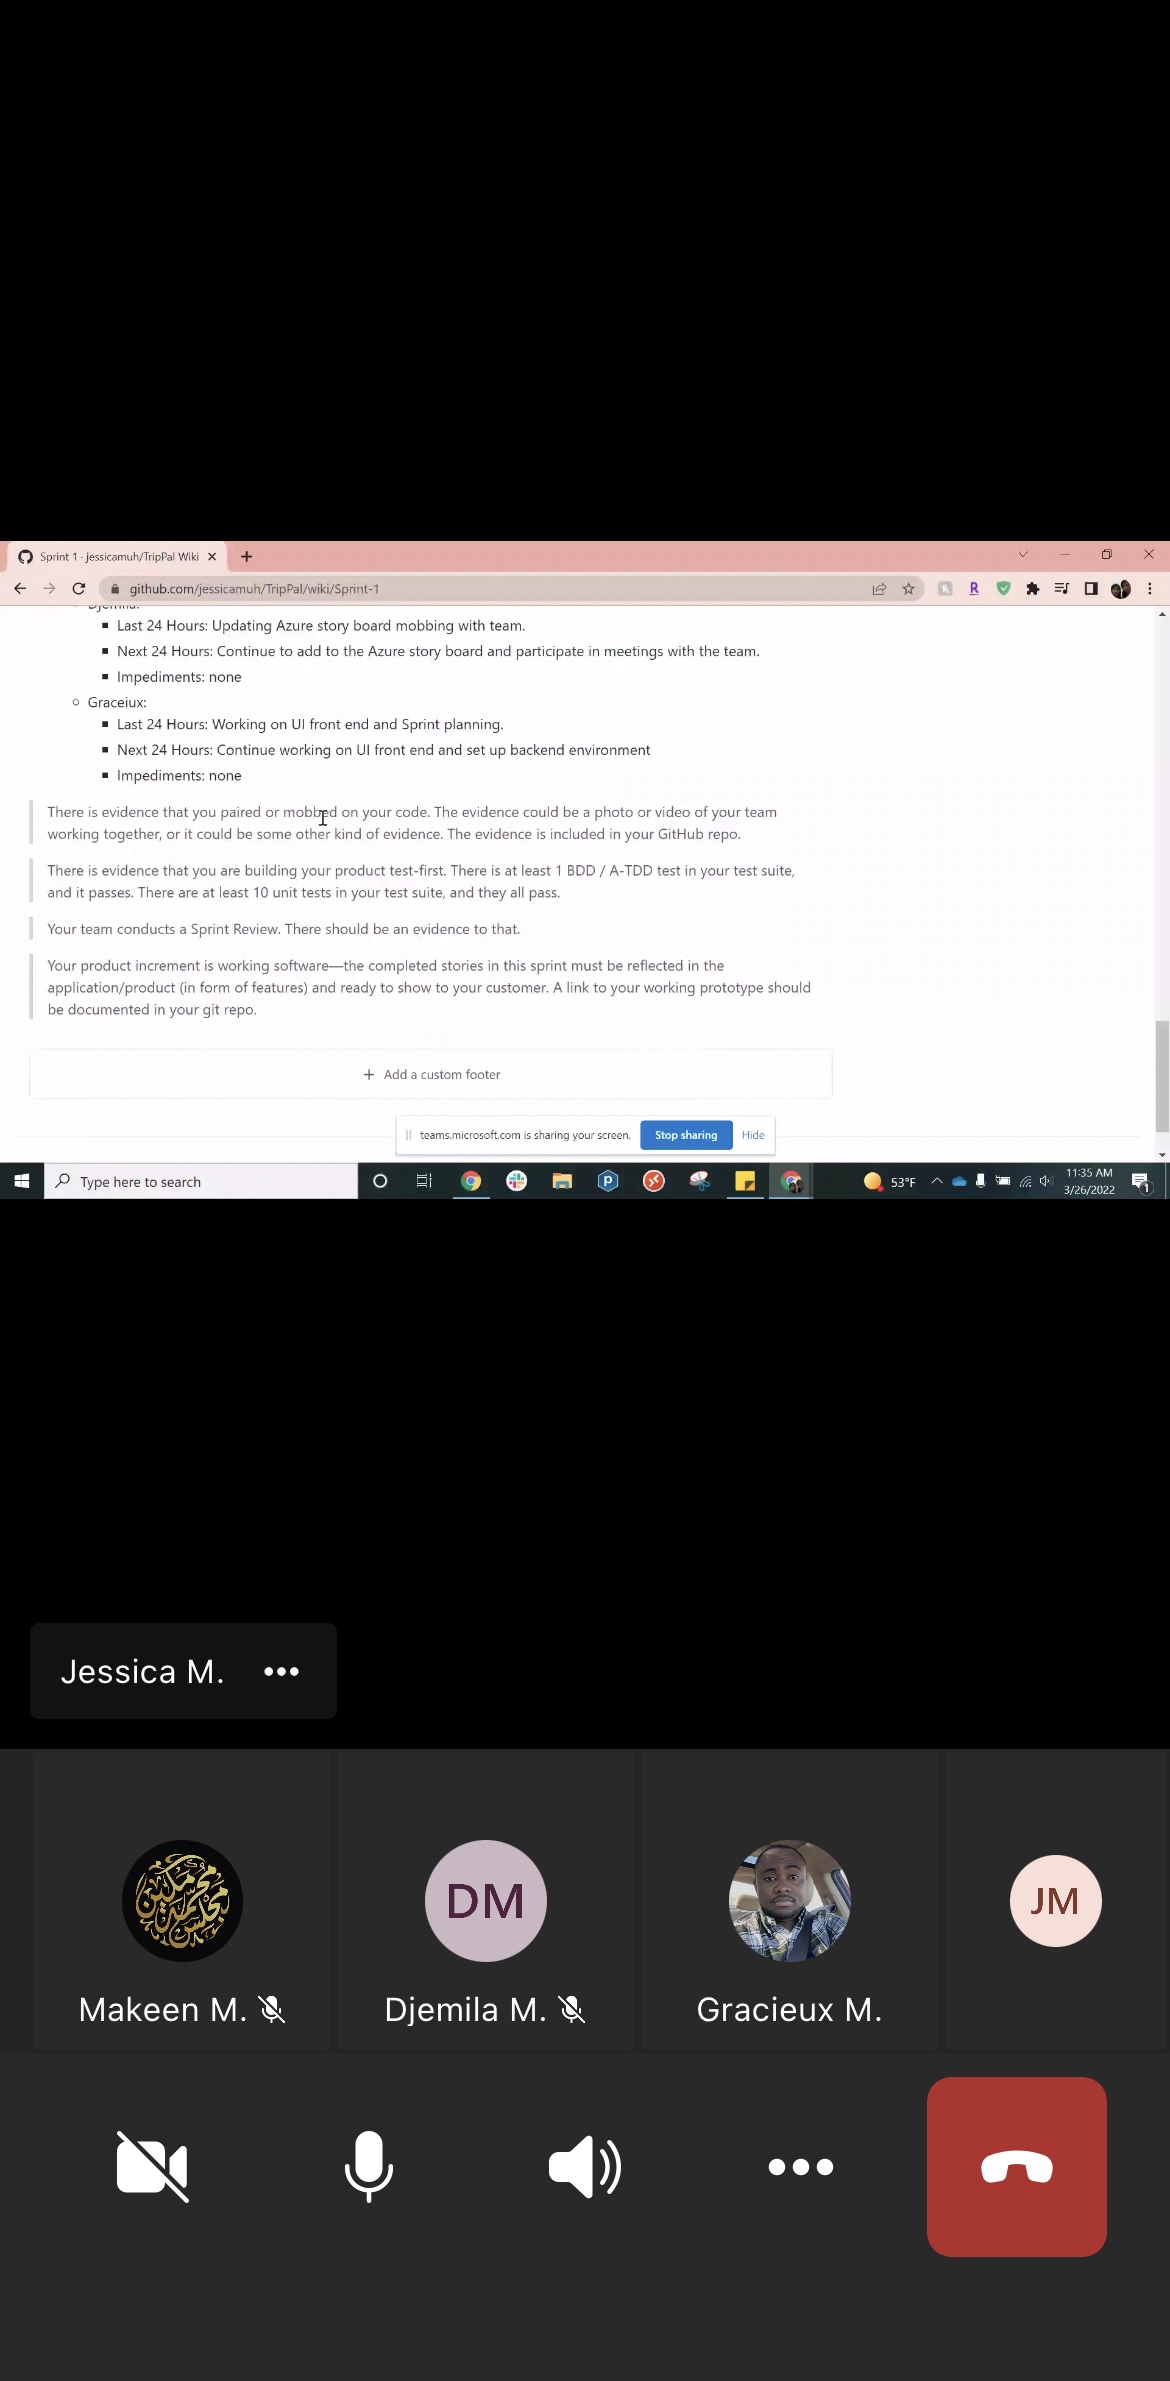 Sprint 1 · jessicamuh/TripPal Wiki
github.com/jessicamuh/TripPal/wiki/Sprint-1
Djemila:
Last 24 Hours: Updating Azure story board mobbing with team.
Next 24 Hours: Continue to add to the Azure story board and participate in meetings with the team.
Impediments: none
Graceiux:
Last 24 Hours: Working on UI front end and Sprint planning.
Next 24 Hours: Continue working on UI front end and set up backend environment
Impediments: none
There is evidence that you paired or mobbed on your code. The evidence could be a photo or video of your team
working together, or it could be some other kind of evidence. The evidence is included in your GitHub repo.
There is evidence that you are building your product test-first. There is at least 1 BDD / A-TDD test in your test suite,
and it passes. There are at least 10 unit tests in your test suite, and they all pass.
Your team conducts a Sprint Review. There should be an evidence to that.
Your product increment is working software—the completed stories in this sprint must be reflected in the
application/product (in form of features) and ready to show to your customer. A link to your working prototype should
be documented in your git repo.
+ Add a custom footer
teams.microsoft.com is sharing your screen. Stop sharing Hide
Type here to search
53°F
11:35 AM
3/26/2022
1
Jessica M.
DM
JM
Makeen M.
Djemila M.
Gracieux M.